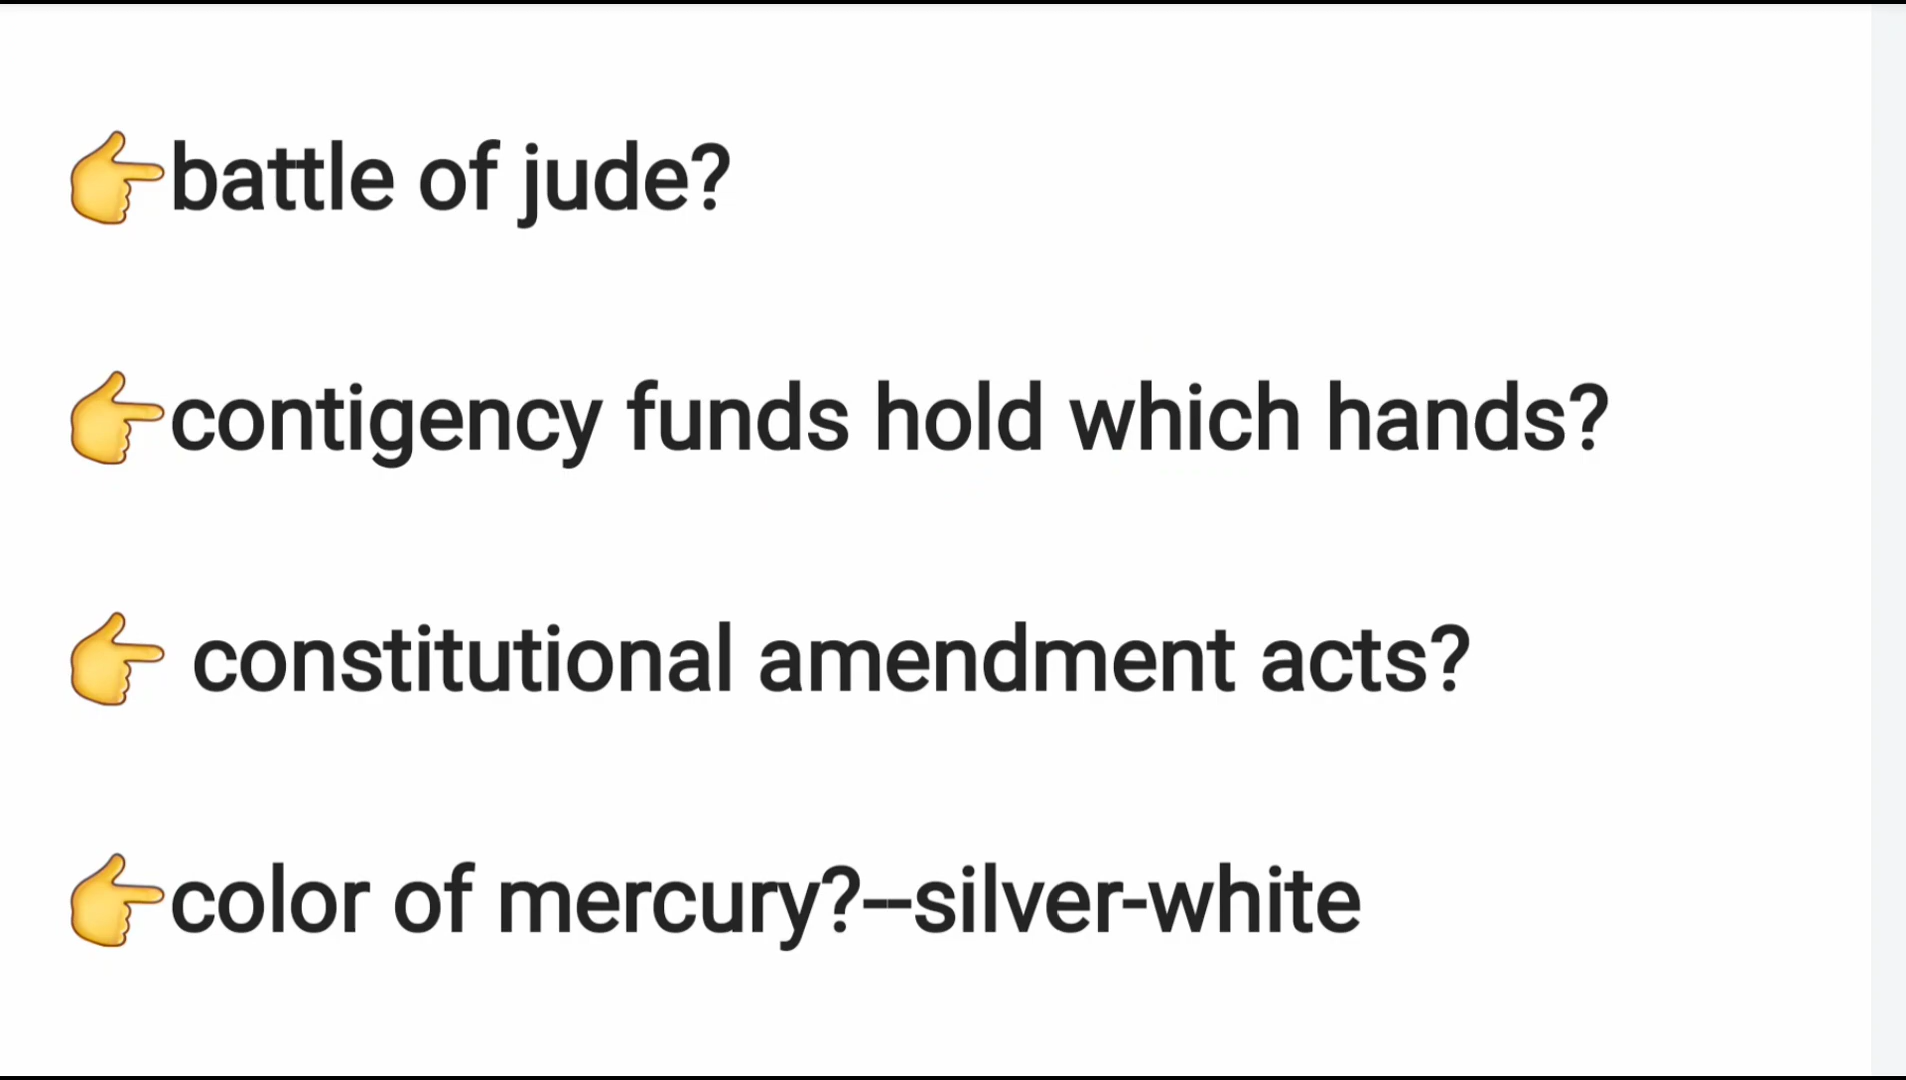 👉battle of jude?
👉contigency funds hold which hands?
👉 constitutional amendment acts?
👉color of mercury?--silver-white